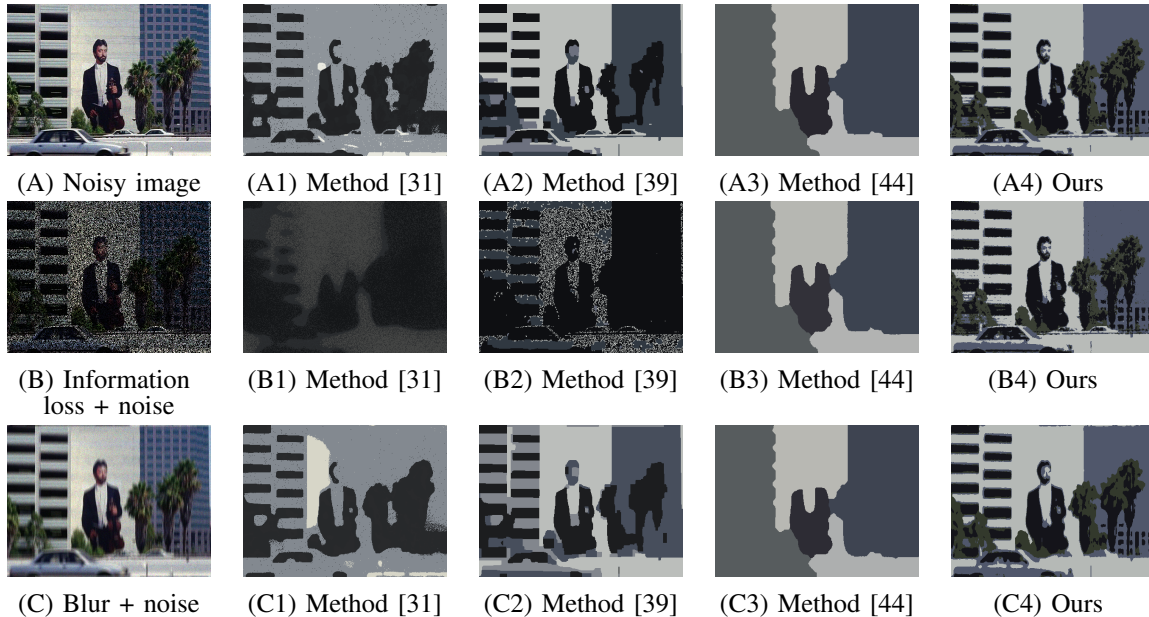 (A) Noisy image
(A1) Method [31]
(A2) Method [39]
(A3) Method [44]
(A4) Ours
(B) Information
loss + noise
(B1) Method [31]
(B2) Method [39]
(B3) Method [44]
(B4) Ours
(C) Blur + noise
(C1) Method [31]
(C2) Method [39]
(C3) Method [44]
(C4) Ours